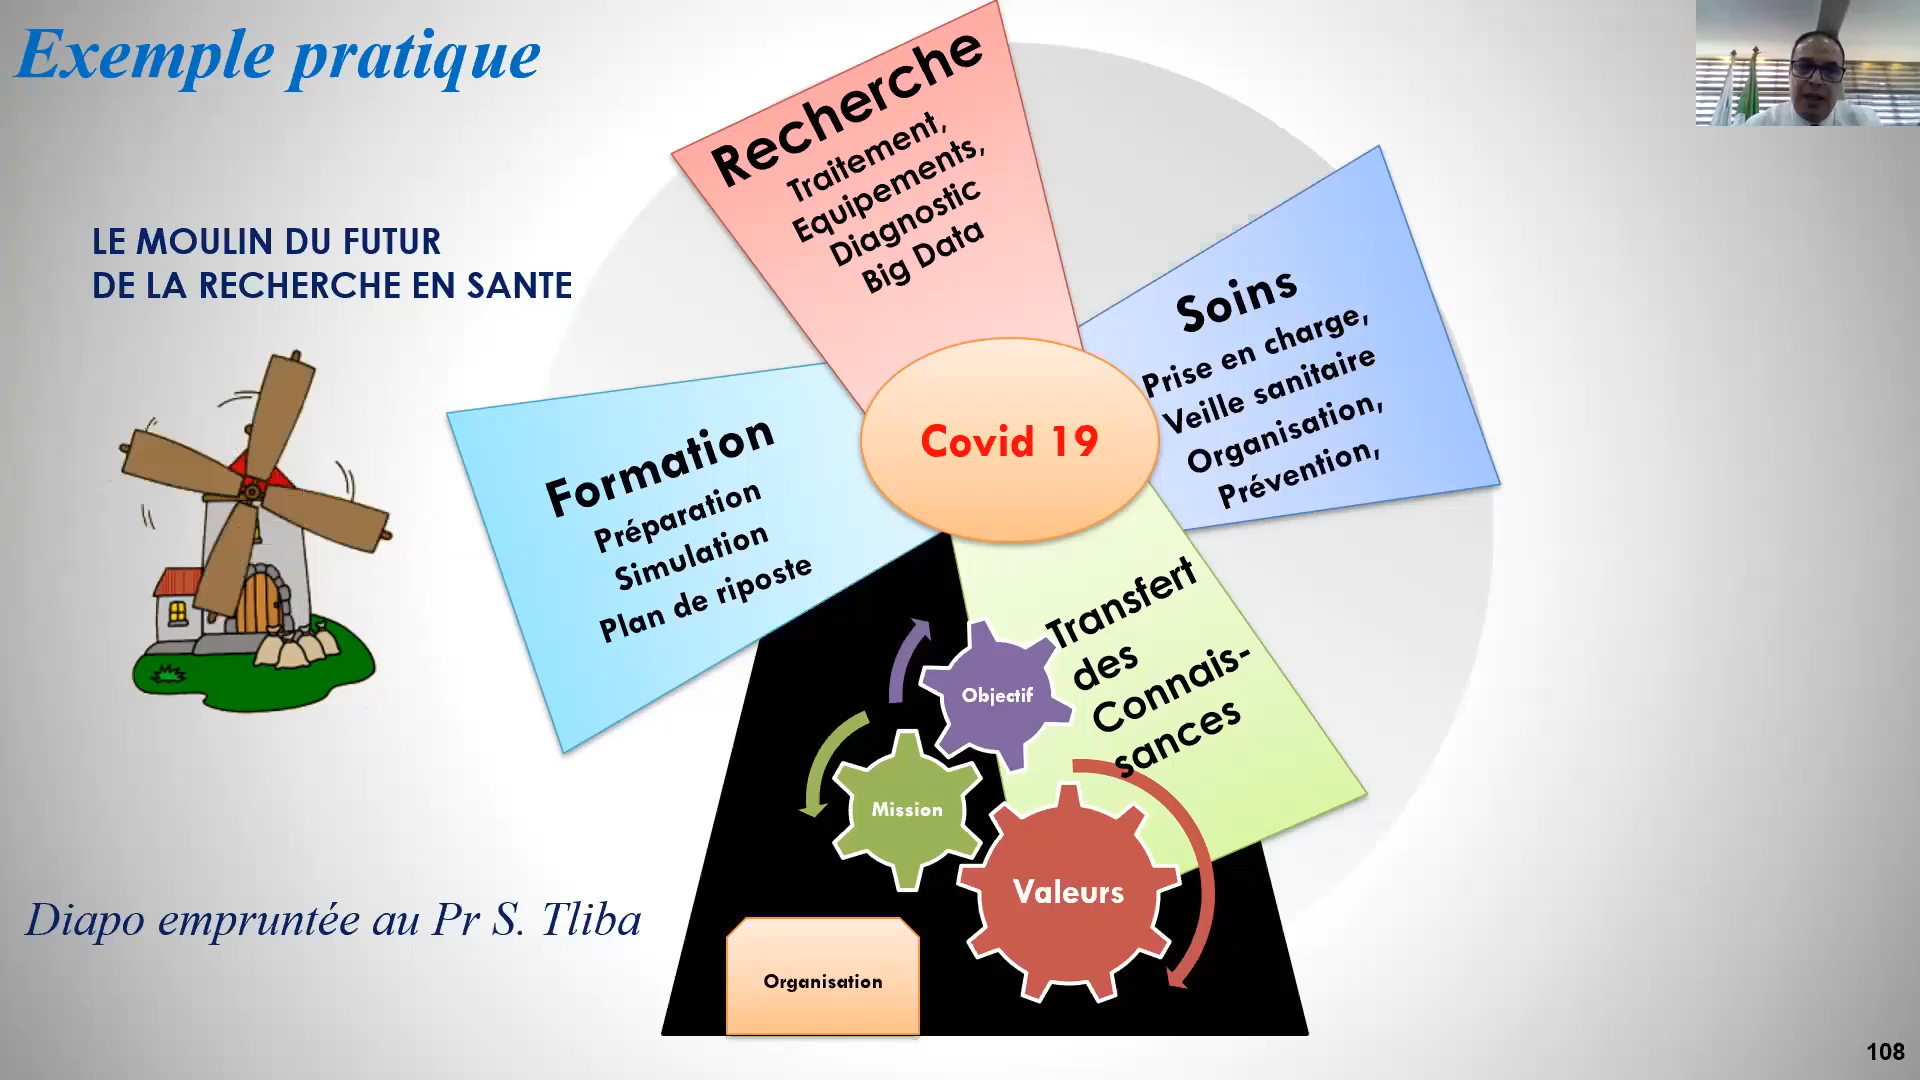 Exemple pratique
LE MOULIN DU FUTUR
DE LA RECHERCHE EN SANTE
Recherche
Traitement,
Equipements,
Diagnostic
Big Data
Soins
Prise en charge,
Veille sanitaire
Organisation,
Prévention,
Covid 19
Formation
Préparation
Simulation
Plan de riposte
Transfert
des
Connais-
sances
Objectif
Mission
Valeurs
Organisation
Diapo empruntée au Pr S. Tliba
108